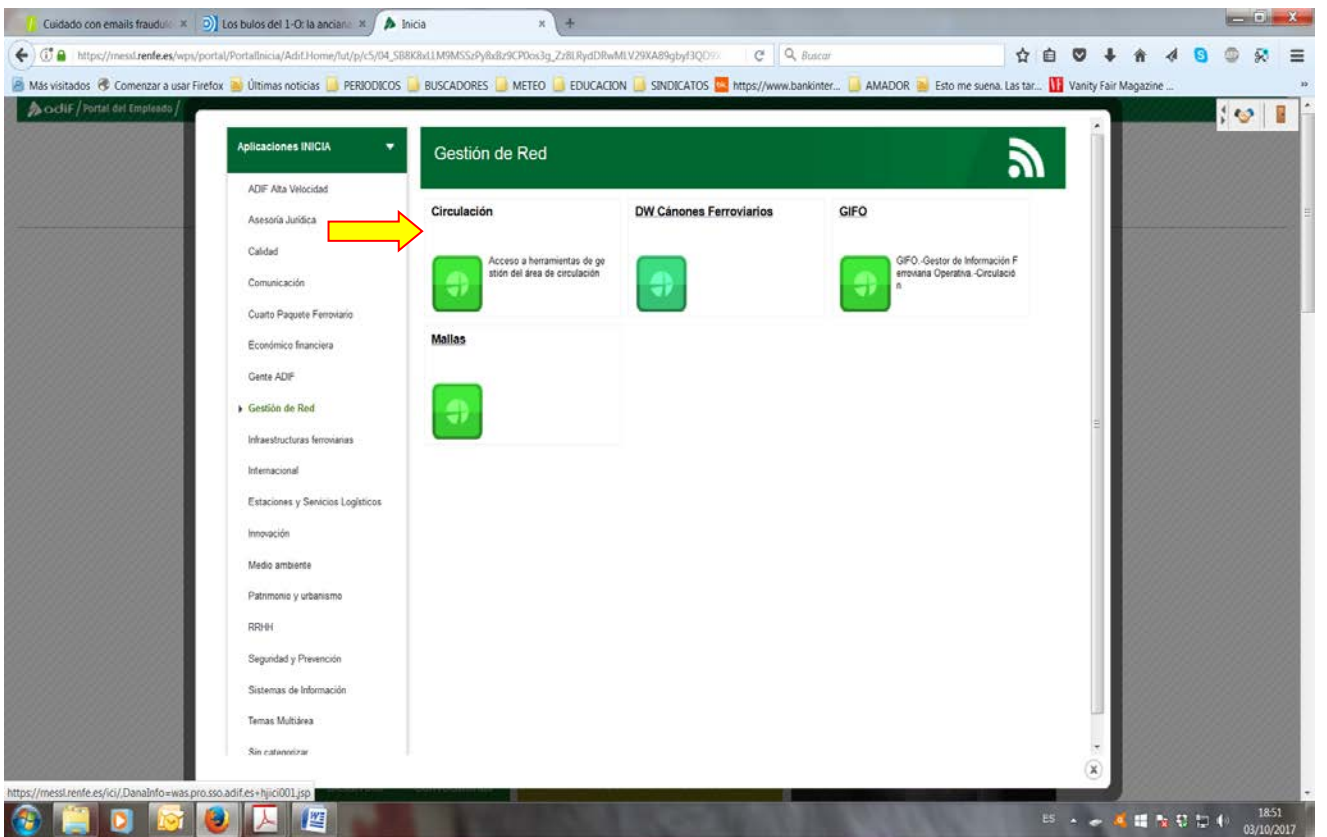 Cuidado con emails fraudule
Los bulos del 1-O: la anciana
Inicia
https://messl.renfe.es/wps/portal/PortalInicia/Adif.Home/
Buscar
Más visitados Comenzar a usar Firefox Últimas noticias PERIODICOS BUSCADORES METEO EDUCACION SINDICATOS https://www.bankinter... AMADOR Esto me suena. Las tar... Vanity Fair Magazine ...
adif / Portal del Empleado /
Aplicaciones INICIA
ADIF Alta Velocidad
Asesoría Jurídica
Calidad
Comunicación
Cuarto Paquete Ferroviario
Económico financiera
Gente ADIF
Gestión de Red
Infraestructuras ferroviarias
Internacional
Estaciones y Servicios Logísticos
Innovación
Medio ambiente
Patrimonio y urbanismo
RRHH
Seguridad y Prevención
Sistemas de Información
Temas Multiárea
Sin categorizar
Gestión de Red
Circulación
Acceso a herramientas de ge
stión del área de circulación
DW Cánones Ferroviarios
GIFO
GIFO.-Gestor de Información F
erroviaria Operativa.-Circulació
n
Mallas
https://messl.renfe.es/ici/,DanaInfo=was.pro.sso.adif.es+hjici001.jsp
ES
18:51
03/10/2017